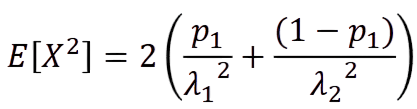 E[X²] = 2 ( p₁ / λ₁² + (1 − p₁) / λ₂² )